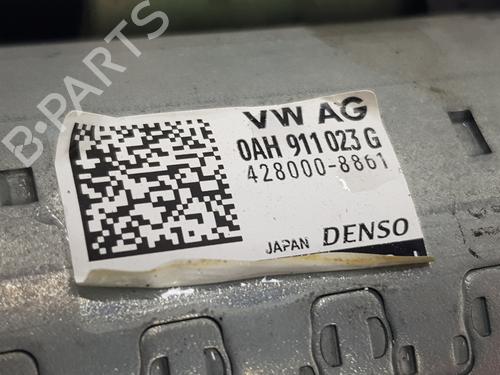 B-PARTS
VW AG
0AH 911 023 G
428000-8861
JAPAN DENSO